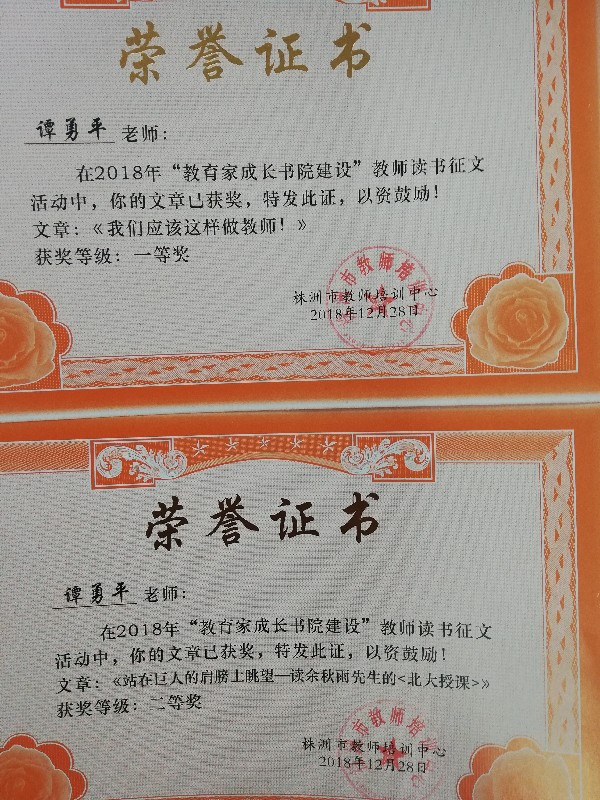 荣誉证书
谭勇平 老师:
在2018年“教育家成长书院建设”教师读书征文
活动中，你的文章已获奖，特发此证，以资鼓励！
文章：《我们应该这样做教师！》
获奖等级：一等奖
株洲市教师培训中心
2018年12月28日
荣誉证书
谭勇平 老师:
在2018年“教育家成长书院建设”教师读书征文
活动中，你的文章已获奖，特发此证，以资鼓励！
文章：《站在巨人的肩膀上眺望—读余秋雨先生的<北大授课>》
获奖等级：二等奖
株洲市教师培训中心
2018年12月28日